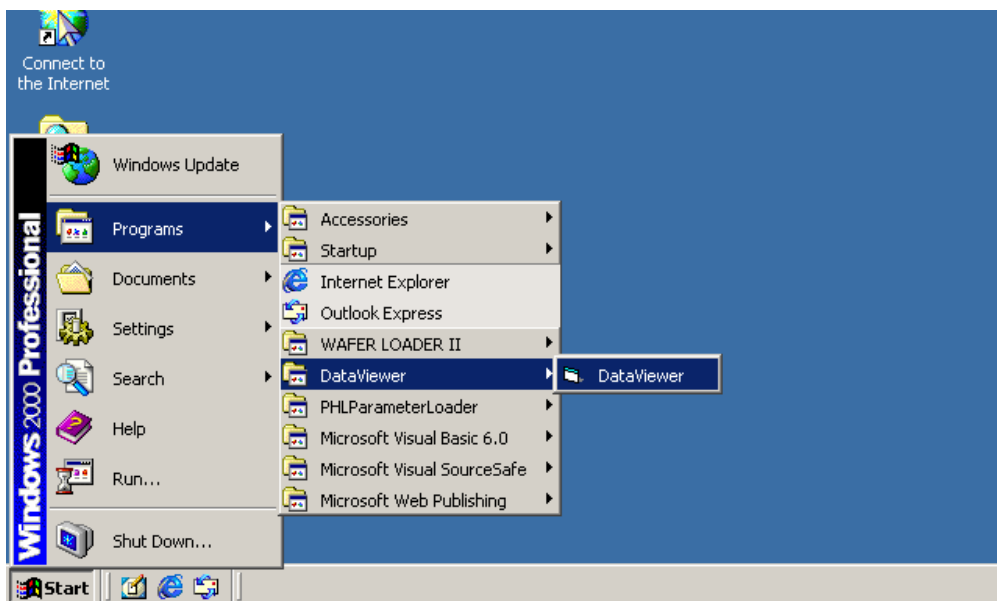 Connect to
the Internet
Windows 2000 Professional
Windows Update
Programs
Documents
Settings
Search
Help
Run...
Shut Down...
Accessories
Startup
Internet Explorer
Outlook Express
WAFER LOADER II
DataViewer
PHLParameterLoader
Microsoft Visual Basic 6.0
Microsoft Visual SourceSafe
Microsoft Web Publishing
DataViewer
Start